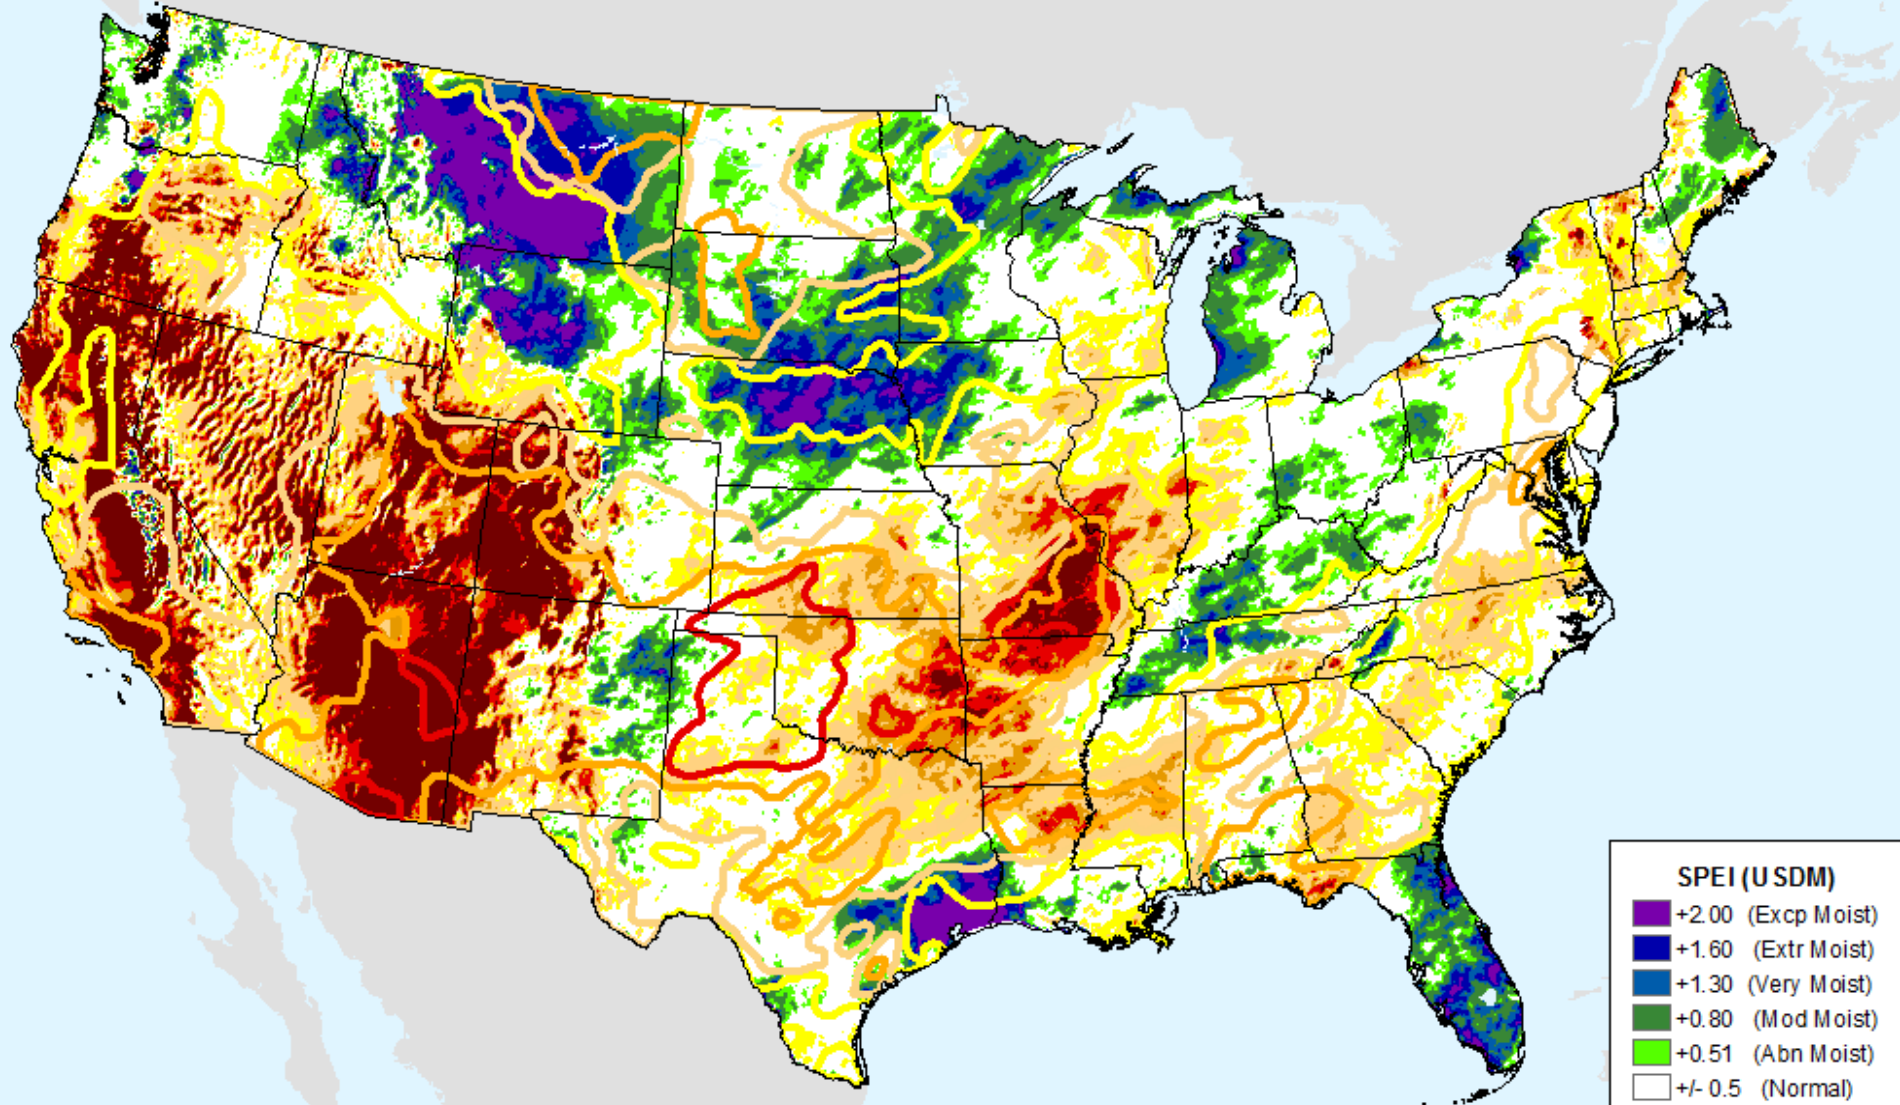 SPEI (USDM)
+2.00 (Excp Moist)
+1.60 (Extr Moist)
+1.30 (Very Moist)
+0.80 (Mod Moist)
+0.51 (Abn Moist)
+/- 0.5 (Normal)